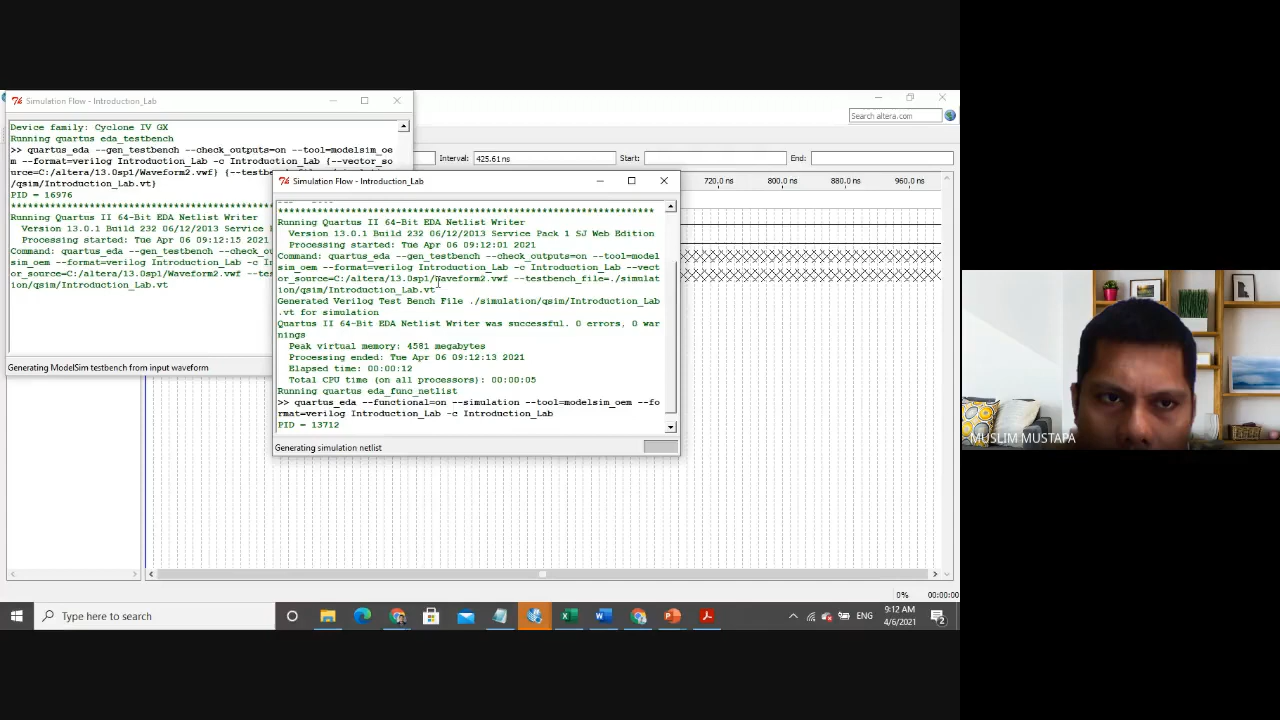 Simulation Flow - Introduction_Lab
Device family: Cyclone IV GX
Running quartus eda_testbench
>> quartus_eda --gen_testbench --check_outputs=on --tool=modelsim_oe
m --format=verilog Introduction_Lab -c Introduction_Lab {--vector_so
urce=C:/altera/13.0sp1/Waveform2.vwf}
/qsim/Introduction_Lab.vt}
PID = 16976
*********************************************
Running Quartus II 64-Bit EDA Netlist Writer
Version 13.0.1 Build 232 06/12/2013 Service
Processing started: Tue Apr 06 09:12:15 2021
Command: quartus_eda --gen_testbench --check_
outputs=on --tool=modelsim_oem --format=verilog
or_source=C:/altera/13.0sp1/Waveform2.vwf
ion/qsim/Introduction_Lab.vt
Generating ModelSim testbench from input waveform
Search altera.com
Interval:
425.61 ns
Start:
End:
720.0 ns
800.0 ns
880.0 ns
960.0 ns
Simulation Flow - Introduction_Lab
*******************************************************************
Running Quartus II 64-Bit EDA Netlist Writer
Version 13.0.1 Build 232 06/12/2013 Service Pack 1 SJ Web Edition
Processing started: Tue Apr 06 09:12:01 2021
Command: quartus_eda --gen_testbench --check_outputs=on --tool=model
sim_oem --format=verilog Introduction_Lab -c Introduction_Lab --vect
or_source=C:/altera/13.0sp1/Waveform2.vwf --testbench_file=./simulat
ion/qsim/Introduction_Lab.vt
Generated Verilog Test Bench File ./simulation/qsim/Introduction_Lab
.vt for simulation
Quartus II 64-Bit EDA Netlist Writer was successful. 0 errors, 0 war
nings
Peak virtual memory: 4581 megabytes
Processing ended: Tue Apr 06 09:12:13 2021
Elapsed time: 00:00:12
Total CPU time (on all processors): 00:00:05
Running quartus eda_func_netlist
>> quartus_eda --functional=on --simulation --tool=modelsim_oem --fo
rmat=verilog Introduction_Lab -c Introduction_Lab
PID = 13712
Generating simulation netlist
MUSLIM MUSTAPA
0%
00:00:00
Type here to search
ENG
9:12 AM
4/6/2021
2